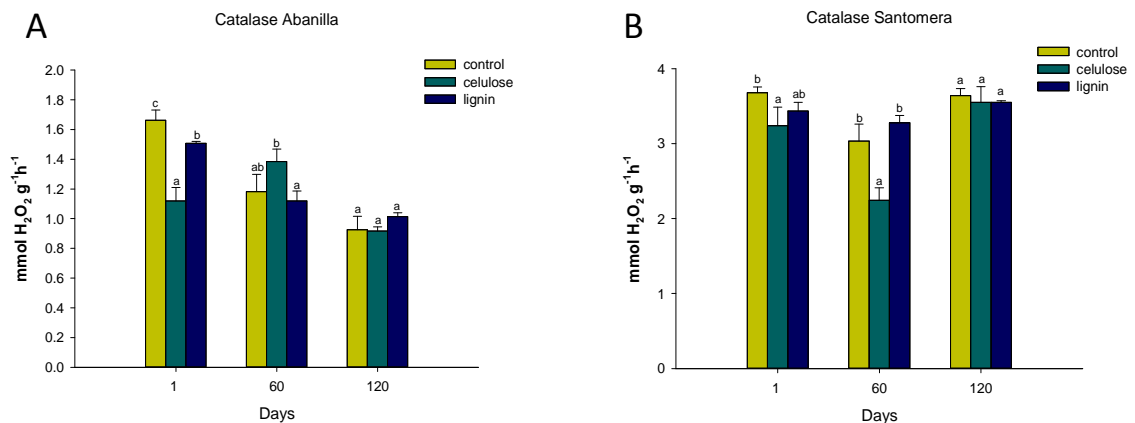 A
Catalase Abanilla
control
celulose
lignin
2.0
1.8
1.6
1.4
1.2
1.0
0.8
0.6
0.4
0.2
0.0
mmol H₂O₂ g⁻¹h⁻¹
c
a
b
ab
b
a
a
a
a
1
60
120
Days
B
Catalase Santomera
control
celulose
lignin
4
3
2
1
0
mmol H₂O₂ g⁻¹h⁻¹
b
a
ab
b
a
b
a
a
a
1
60
120
Days